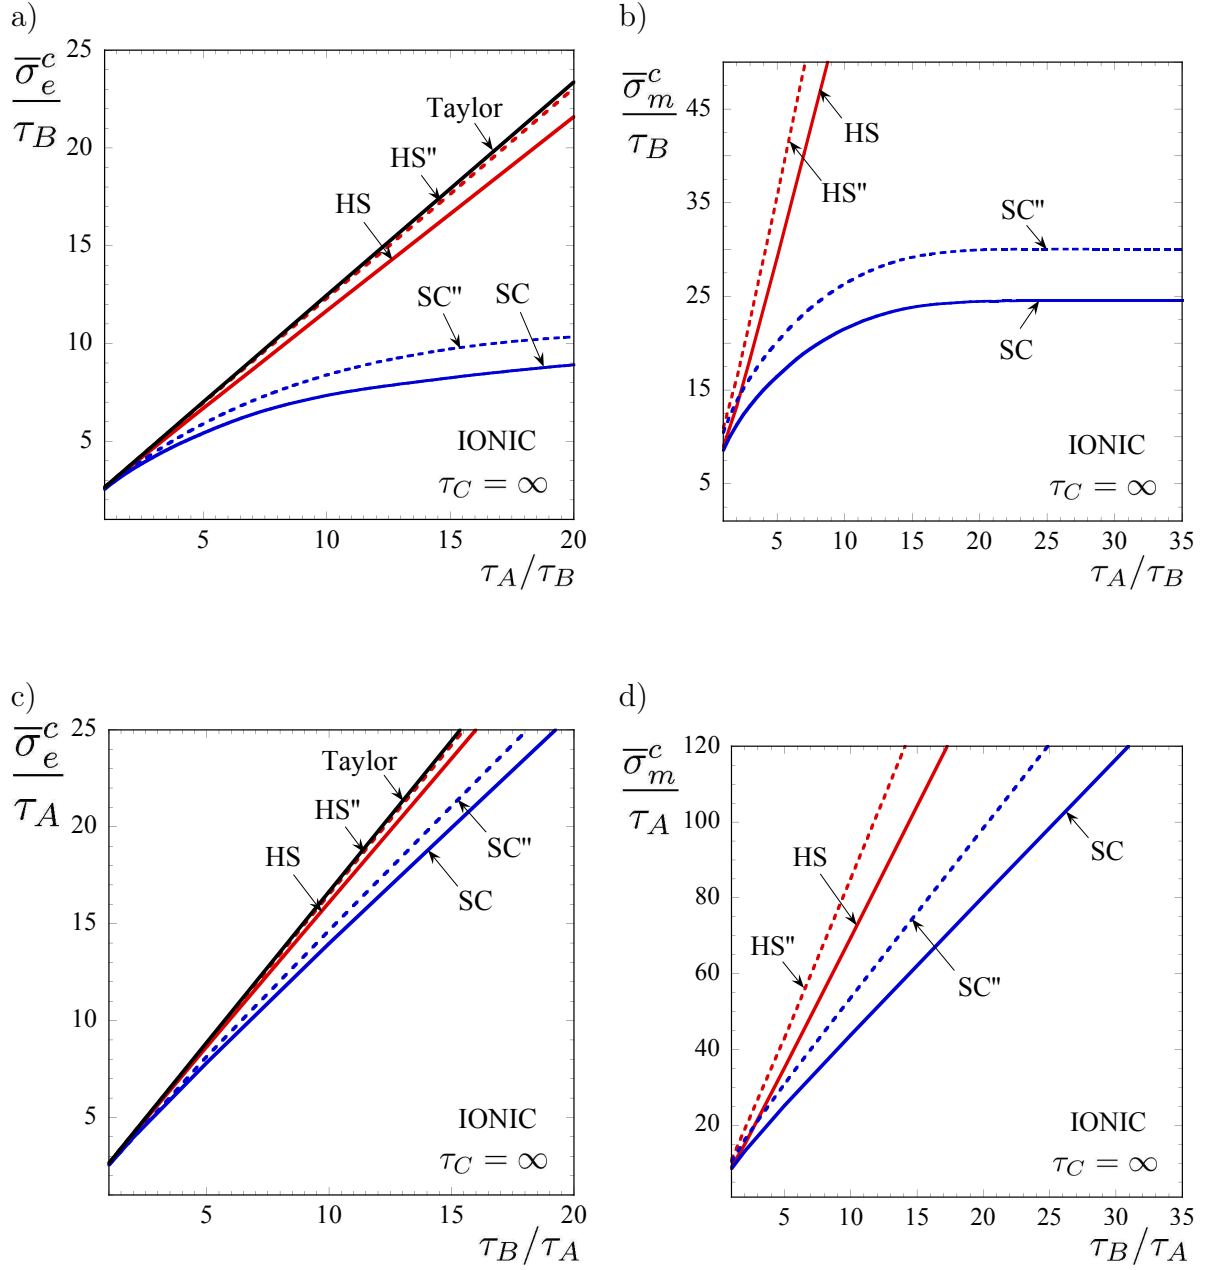 a)
σ̅_e^c / τ_B
25
20
15
10
5
Taylor
HS"
HS
SC"
SC
IONIC
τ_C = ∞
5 10 15 20
τ_A/τ_B
b)
σ̅_m^c / τ_B
45
35
25
15
5
HS
HS"
SC"
SC
IONIC
τ_C = ∞
5 10 15 20 25 30 35
τ_A/τ_B
c)
σ̅_e^c / τ_A
25
20
15
10
5
Taylor
HS"
HS
SC"
SC
IONIC
τ_C = ∞
5 10 15 20
τ_B/τ_A
d)
σ̅_m^c / τ_A
120
100
80
60
40
20
HS
SC
HS"
SC"
IONIC
τ_C = ∞
5 10 15 20 25 30 35
τ_B/τ_A